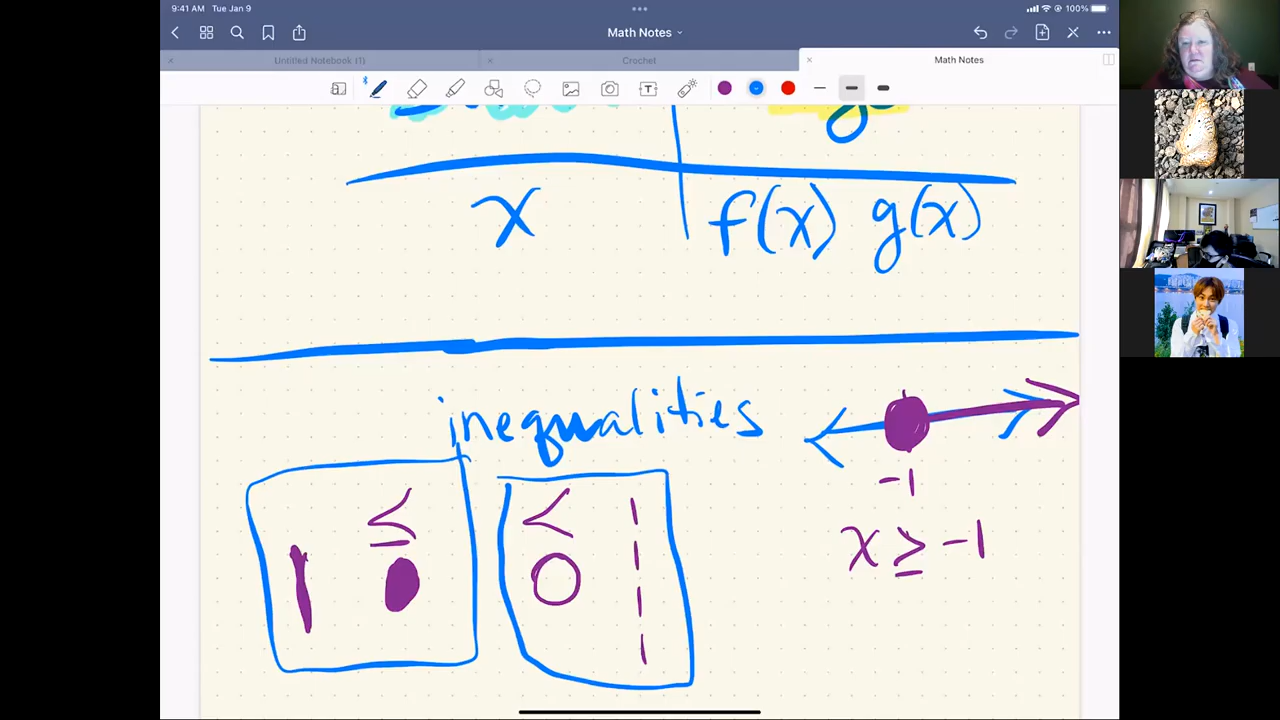 9:41 AM Tue Jan 9
100%
Math Notes
Untitled Notebook (1)
Crochet
Math Notes
T
x f(x) g(x)
inequalities
-1
≤ <
x ≥ -1